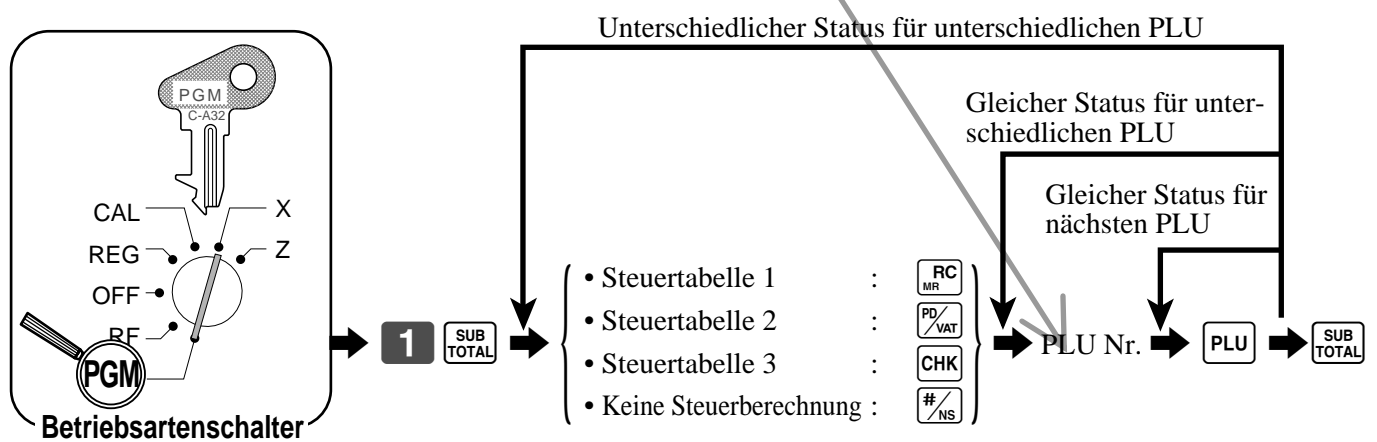 Unterschiedlicher Status für unterschiedlichen PLU
Gleicher Status für unter-
schiedlichen PLU
Gleicher Status für
nächsten PLU
PGM
C-A32
CAL
X
REG
Z
OFF
RF
PGM
Betriebsartenschalter
1
SUB
TOTAL
• Steuertabelle 1 : RC
MR
• Steuertabelle 2 : PD/VAT
• Steuertabelle 3 : CHK
• Keine Steuerberechnung : #/NS
PLU Nr.
PLU
SUB
TOTAL